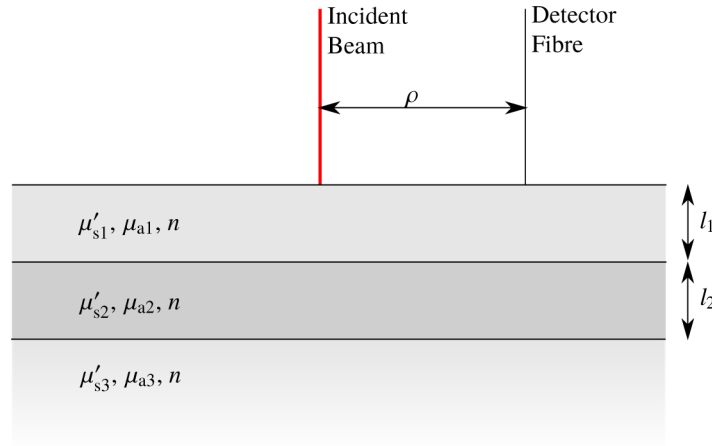 Incident
Beam
Detector
Fibre
ρ
μ′s1, μa1, n
l1
μ′s2, μa2, n
l2
μ′s3, μa3, n